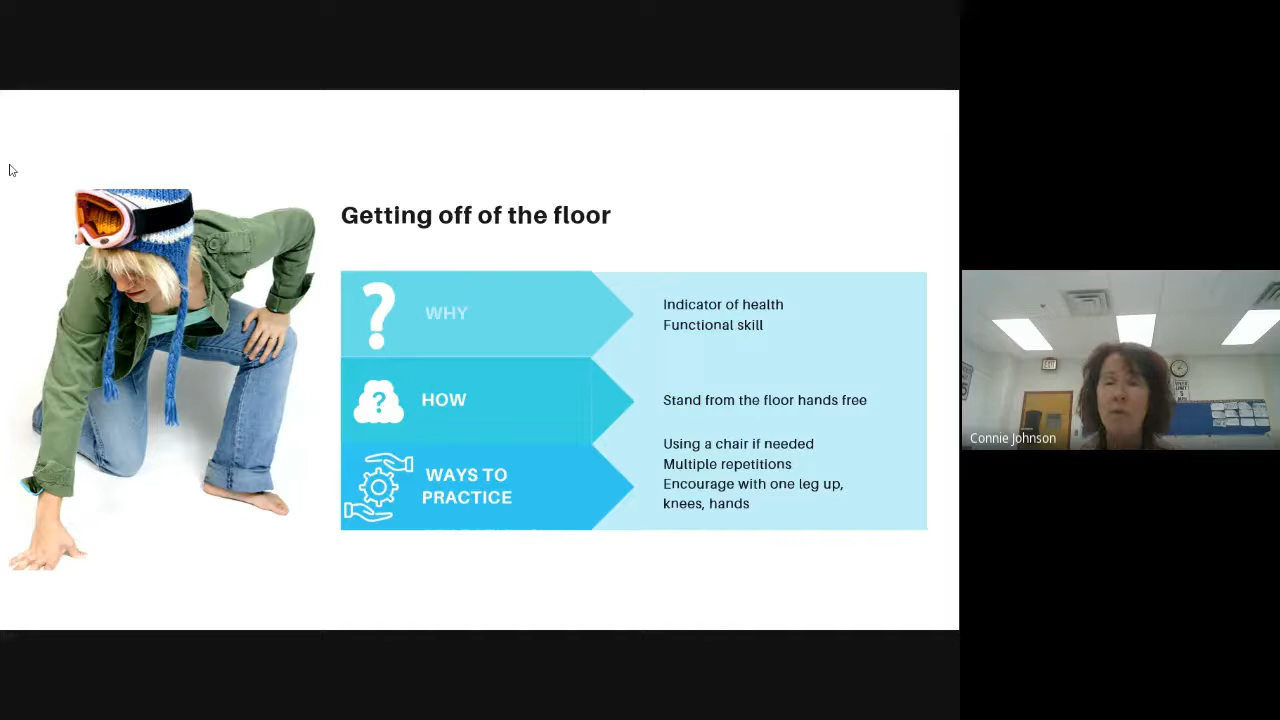 Getting off of the floor
?
WHY
Indicator of health
Functional skill
?
HOW
Stand from the floor hands free
WAYS TO
PRACTICE
Using a chair if needed
Multiple repetitions
Encourage with one leg up,
knees, hands
Connie Johnson